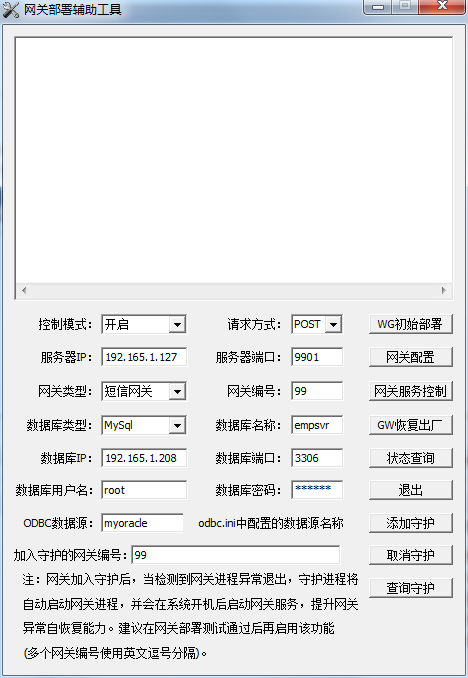 网关部署辅助工具
控制模式： 开启 请求方式： POST WG初始部署
服务器IP： 192.165.1.127 服务器端口： 9901 网关配置
网关类型： 短信网关 网关编号： 99 网关服务控制
数据库类型： MySql 数据库名称： empsvr GW恢复出厂
数据库IP： 192.165.1.208 数据库端口： 3306 状态查询
数据库用户名： root 数据库密码： ****** 退出
ODBC数据源： myoracle odbc.ini中配置的数据源名称 添加守护
加入守护的网关编号： 99 取消守护
注：网关加入守护后，当检测到网关进程异常退出，守护进程将
查询守护
自动启动网关进程，并会在系统开机后启动网关服务，提升网关
异常自恢复能力。建议在网关部署测试通过后再启用该功能
(多个网关编号使用英文逗号分隔)。